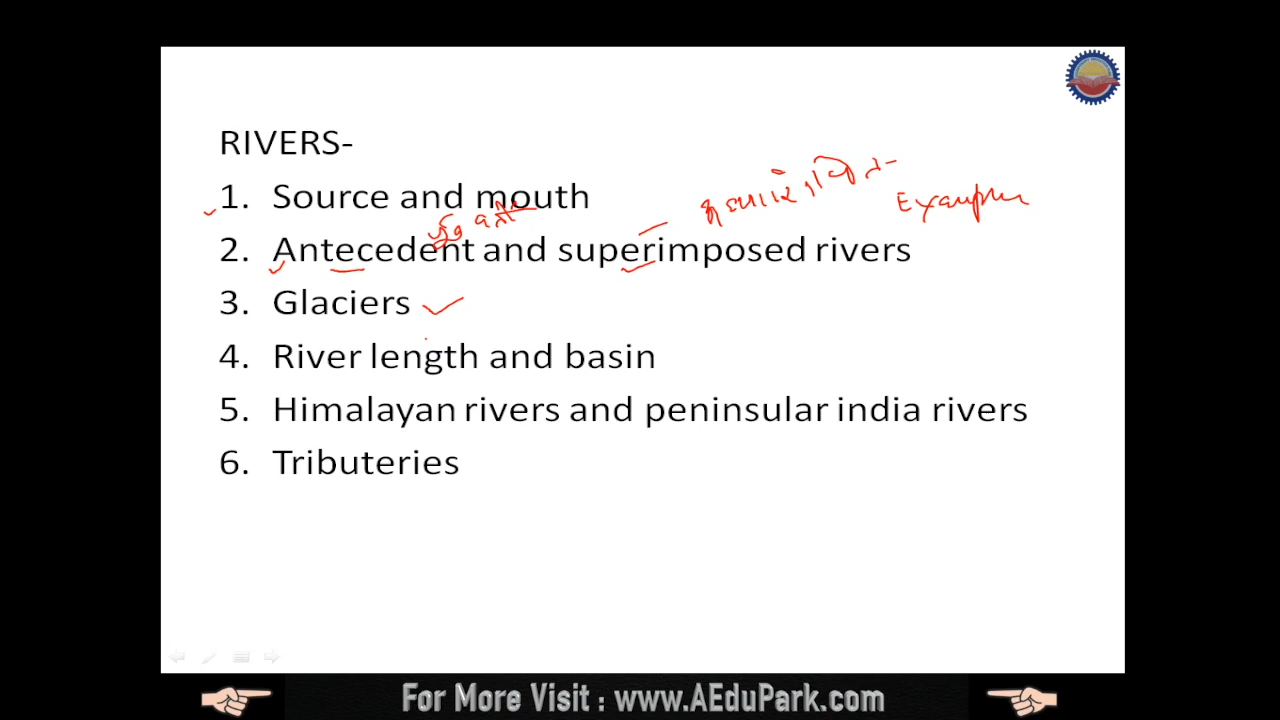 RIVERS-
1. Source and mouth
Examples
2. Antecedent and superimposed rivers
3. Glaciers
4. River length and basin
5. Himalayan rivers and peninsular india rivers
6. Tributeries
For More Visit : www.AEduPark.com